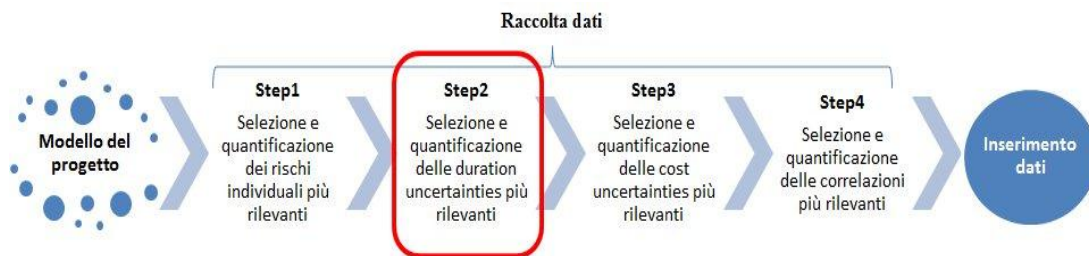 Raccolta dati
Modello del
progetto
Step1
Selezione e
quantificazione
dei rischi
individuali più
rilevanti
Step2
Selezione e
quantificazione
delle duration
uncertainties più
rilevanti
Step3
Selezione e
quantificazione
delle cost
uncertainties più
rilevanti
Step4
Selezione e
quantificazione
delle correlazioni
più rilevanti
Inserimento
dati